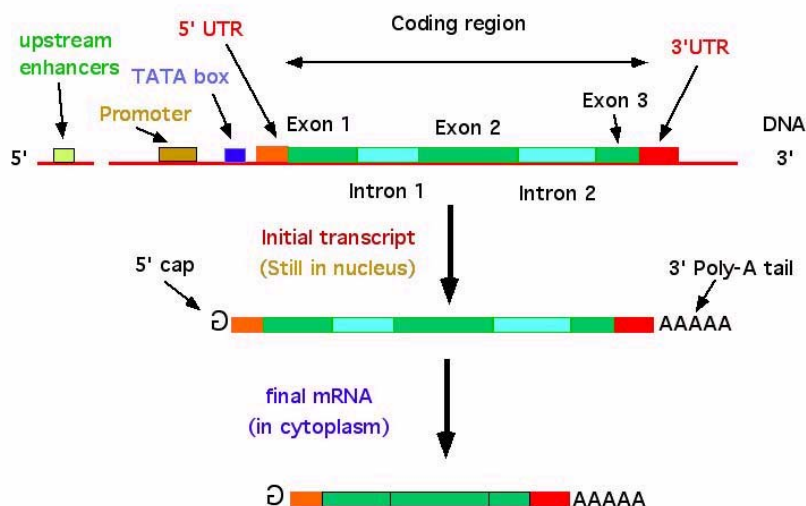 5' UTR
Coding region
upstream
enhancers
TATA box
3'UTR
Promoter
Exon 1
Exon 2
Exon 3
DNA
5'
3'
Intron 1
Intron 2
Initial transcript
(Still in nucleus)
5' cap
3' Poly-A tail
G
AAAAA
final mRNA
(in cytoplasm)
G
AAAAA